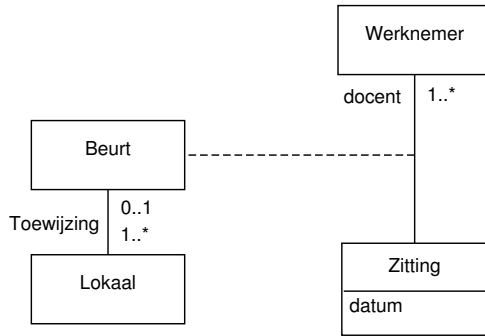 Werknemer
docent
1..*
Beurt
Toewijzing
0..1
1..*
Lokaal
Zitting
datum